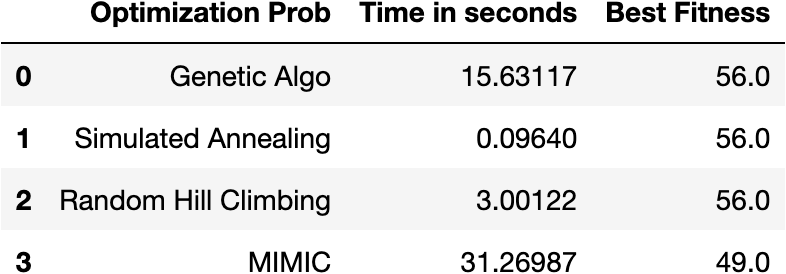 Optimization Prob Time in seconds Best Fitness
0 Genetic Algo 15.63117 56.0
1 Simulated Annealing 0.09640 56.0
2 Random Hill Climbing 3.00122 56.0
3 MIMIC 31.26987 49.0